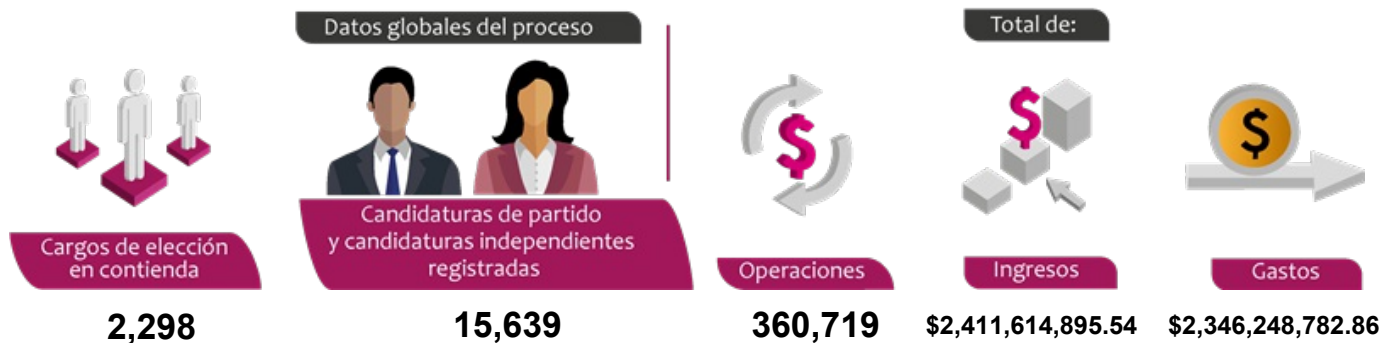 Datos globales del proceso
Total de:
Cargos de elección
en contienda
2,298
Candidaturas de partido
y candidaturas independientes
registradas
15,639
Operaciones
360,719
Ingresos
$2,411,614,895.54
Gastos
$2,346,248,782.86